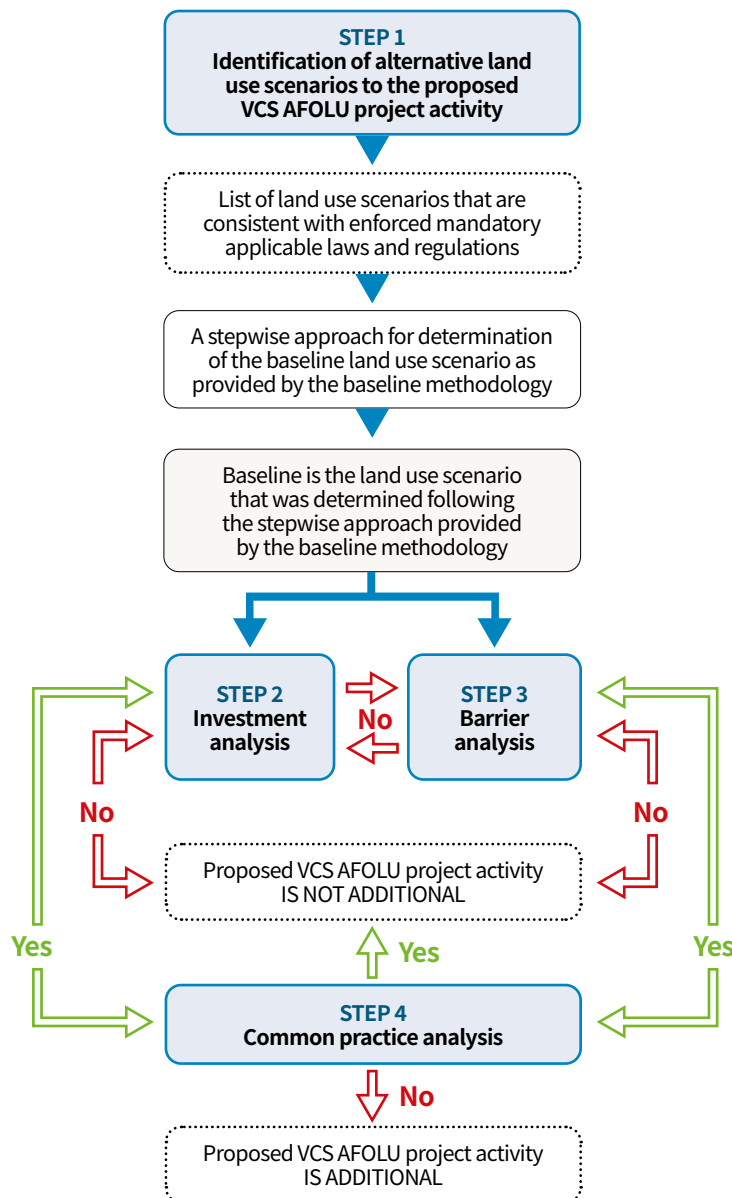 STEP 1
Identification of alternative land
use scenarios to the proposed
VCS AFOLU project activity
List of land use scenarios that are
consistent with enforced mandatory
applicable laws and regulations
A stepwise approach for determination
of the baseline land use scenario as
provided by the baseline methodology
Baseline is the land use scenario
that was determined following
the stepwise approach provided
by the baseline methodology
STEP 2
Investment
analysis
No
STEP 3
Barrier
analysis
No
No
Proposed VCS AFOLU project activity
IS NOT ADDITIONAL
Yes
Yes
Yes
STEP 4
Common practice analysis
No
Proposed VCS AFOLU project activity
IS ADDITIONAL